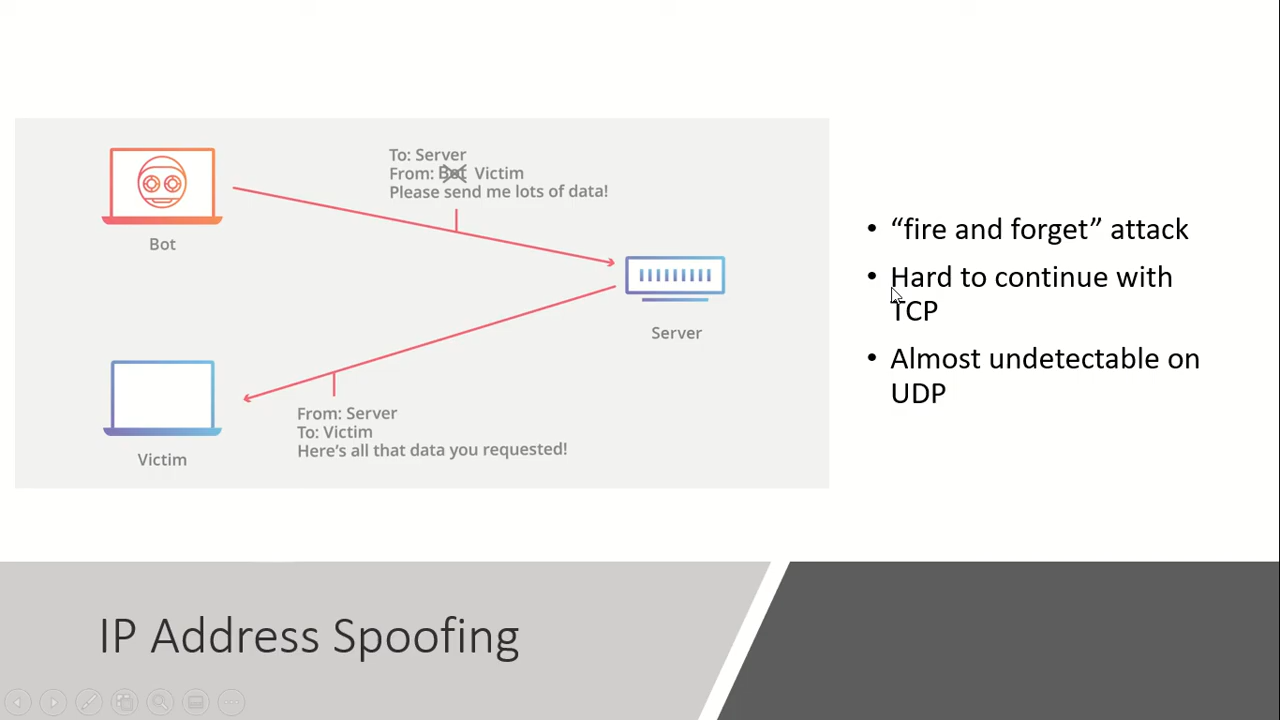 To: Server
From: Bot Victim
Please send me lots of data!
Bot
Server
From: Server
To: Victim
Here's all that data you requested!
Victim
• “fire and forget” attack
• Hard to continue with
TCP
• Almost undetectable on
UDP
IP Address Spoofing